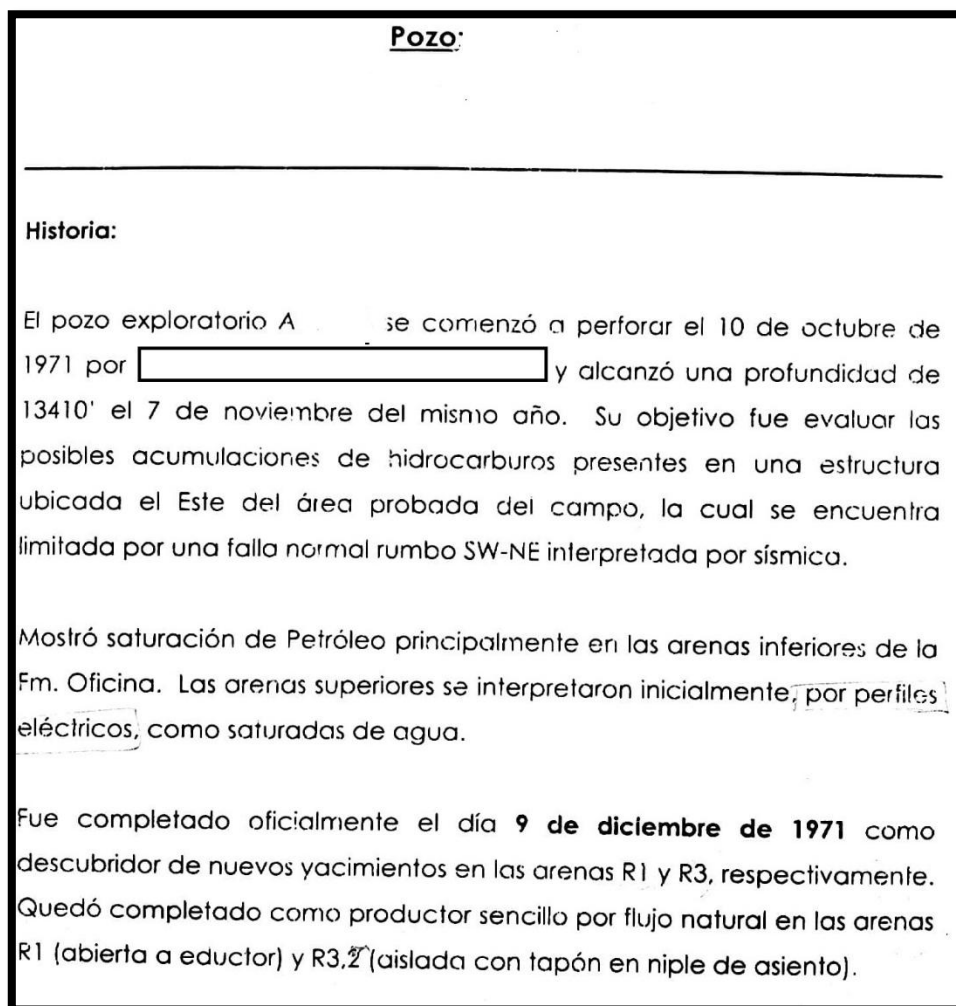 Pozo:
Historia:
El pozo exploratorio A se comenzó a perforar el 10 de octubre de
1971 por y alcanzó una profundidad de
13410' el 7 de noviembre del mismo año. Su objetivo fue evaluar las
posibles acumulaciones de hidrocarburos presentes en una estructura
ubicada el Este del área probada del campo, la cual se encuentra
limitada por una falla normal rumbo SW-NE interpretada por sísmica.
Mostró saturación de Petróleo principalmente en las arenas inferiores de la
Fm. Oficina. Las arenas superiores se interpretaron inicialmente, por perfiles
eléctricos, como saturadas de agua.
Fue completado oficialmente el día 9 de diciembre de 1971 como
descubridor de nuevos yacimientos en las arenas R1 y R3, respectivamente.
Quedó completado como productor sencillo por flujo natural en las arenas
R1 (abierta a eductor) y R3,2 (aislada con tapón en niple de asiento).